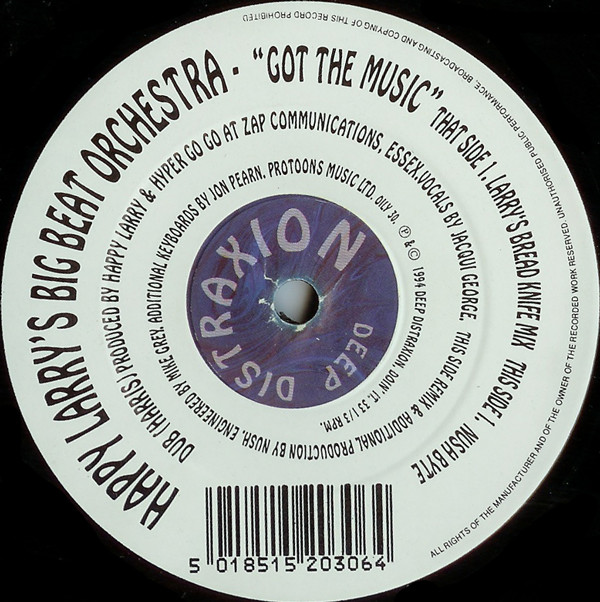 HAPPY LARRY'S BIG BEAT ORCHESTRA - "GOT THE MUSIC" THAT SIDE 1. LARRY'S BREAD KNIFE MIX THIS SIDE 1. NUSH BYTE
DUB (HARRIS) PRODUCED BY HAPPY LARRY & HYPER GO GO AT ZAP COMMUNICATIONS, ESSEX. VOCALS BY JACQUI GEORGE. THIS SIDE REMIX & ADDITIONAL PRODUCTION BY NUSH. ENGINEERED BY MIKE GREY. ADDITIONAL KEYBOARDS BY JON PEARN. PROTOONS MUSIC LTD. OILY 30. Ⓟ & © 1994 DEEP DISTRAXION, DOIN' IT. 33 1/3 RPM.
DEEP DISTRAXION
ALL RIGHTS OF THE MANUFACTURER AND OF THE OWNER OF THE RECORDED WORK RESERVED. UNAUTHORISED PUBLIC PERFORMANCE, BROADCASTING AND COPYING OF THIS RECORD PROHIBITED
5 018515 203064